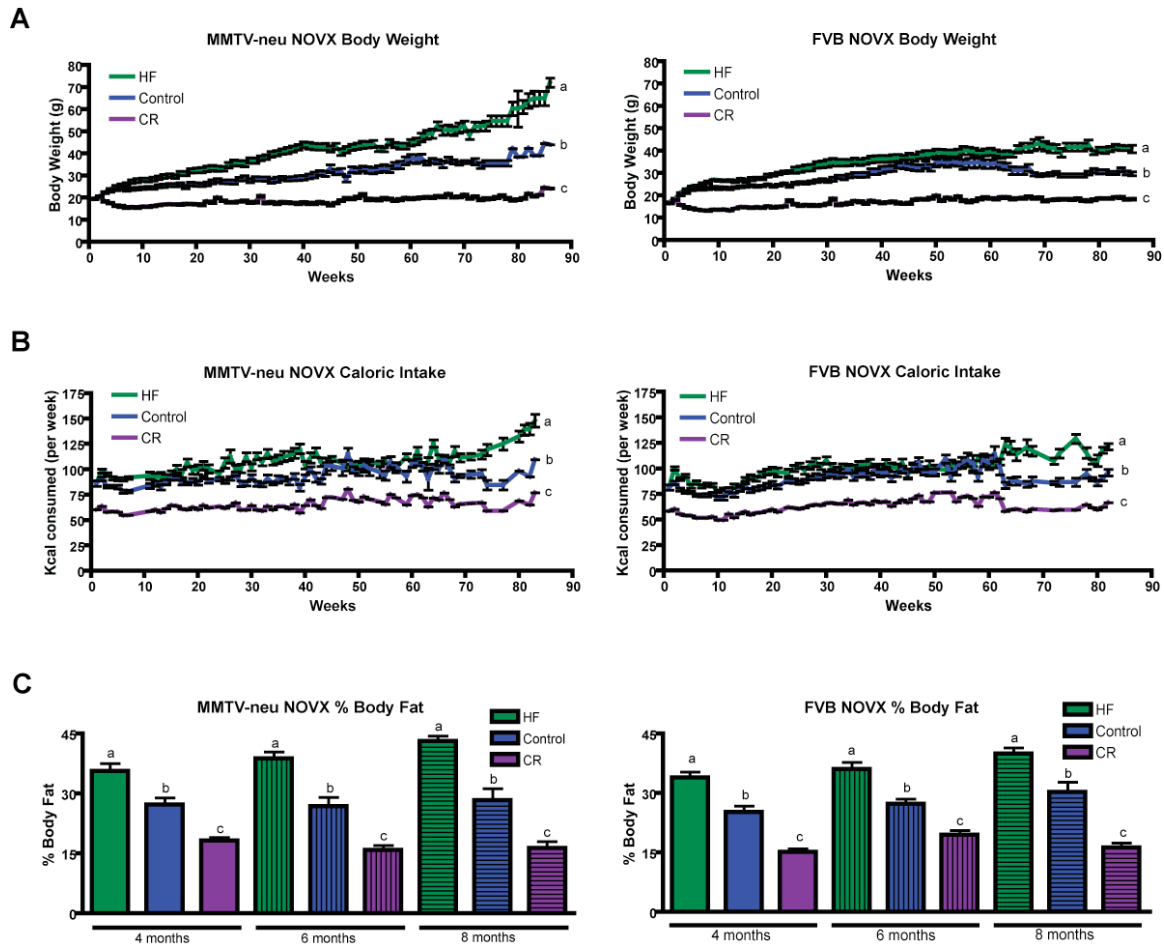 A
MMTV-neu NOVX Body Weight
HF
Control
CR
Body Weight (g)
80
70
60
50
40
30
20
10
0
0 10 20 30 40 50 60 70 80 90
Weeks
a
b
c
FVB NOVX Body Weight
HF
Control
CR
Body Weight (g)
80
70
60
50
40
30
20
10
0
0 10 20 30 40 50 60 70 80 90
Weeks
a
b
c
B
MMTV-neu NOVX Caloric Intake
HF
Control
CR
Kcal consumed (per week)
175
150
125
100
75
50
25
0
0 10 20 30 40 50 60 70 80 90
Weeks
a
b
c
FVB NOVX Caloric Intake
HF
Control
CR
Kcal consumed (per week)
175
150
125
100
75
50
25
0
0 10 20 30 40 50 60 70 80 90
Weeks
a
b
c
C
MMTV-neu NOVX % Body Fat
HF
Control
CR
% Body Fat
45
30
15
0
a b c a b c a b c
4 months 6 months 8 months
FVB NOVX % Body Fat
HF
Control
CR
% Body Fat
45
30
15
0
a b c a b c a b c
4 months 6 months 8 months